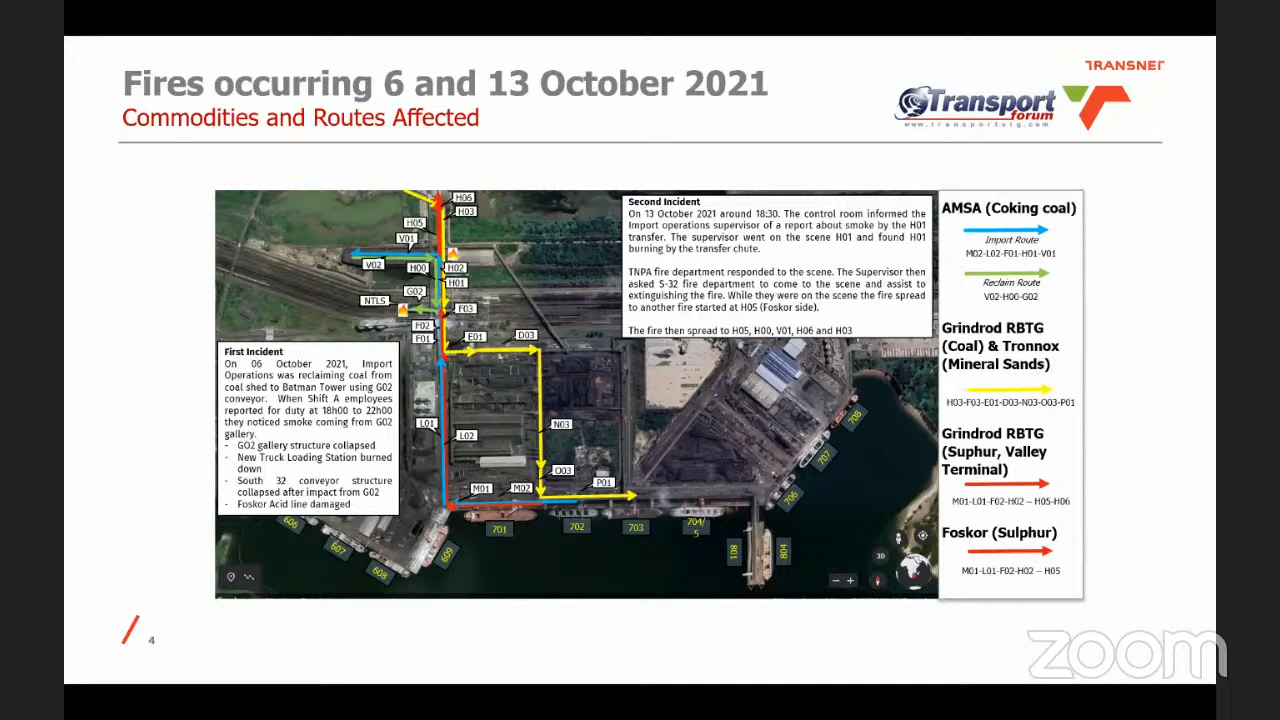 Fires occurring 6 and 13 October 2021
Commodities and Routes Affected
TRANSNET
Transport
forum
www.transportsig.com
H06
H03
H05
V01
V02
H00
H02
H01
G02
NTLS
F03
F02
F01
E01
D03
L01
L02
N03
O03
P01
M01
M02
701
702
703
704/
5
706
707
708
801
804
606
607
608
609
3D
First Incident
On 06 October 2021, Import
Operations was reclaiming coal from
coal shed to Batman Tower using G02
conveyor. When Shift A employees
reported for duty at 18h00 to 22h00
they noticed smoke coming from G02
gallery.
- GO2 gallery structure collapsed
- New Truck Loading Station burned
down
- South 32 conveyor structure
collapsed after impact from G02
- Foskor Acid line damaged
Second Incident
On 13 October 2021 around 18:30. The control room informed the
Import operations supervisor of a report about smoke by the H01
transfer. The supervisor went on the scene H01 and found H01
burning by the transfer chute.
TNPA fire department responded to the scene. The Supervisor then
asked S-32 fire department to come to the scene and assist to
extinguishing the fire. While they were on the scene the fire spread
to another fire started at H05 (Foskor side).
The fire then spread to H05, H00, V01, H06 and H03
AMSA (Coking coal)
Import Route
M02-L02-F01-H01-V01
Reclaim Route
V02-H00-G02
Grindrod RBTG
(Coal) & Tronnox
(Mineral Sands)
H03-F03-E01-D03-N03-O03-P01
Grindrod RBTG
(Suphur, Valley
Terminal)
M01-L01-F02-H02 – H05-H06
Foskor (Sulphur)
M01-L01-F02-H02 – H05
4
zoom